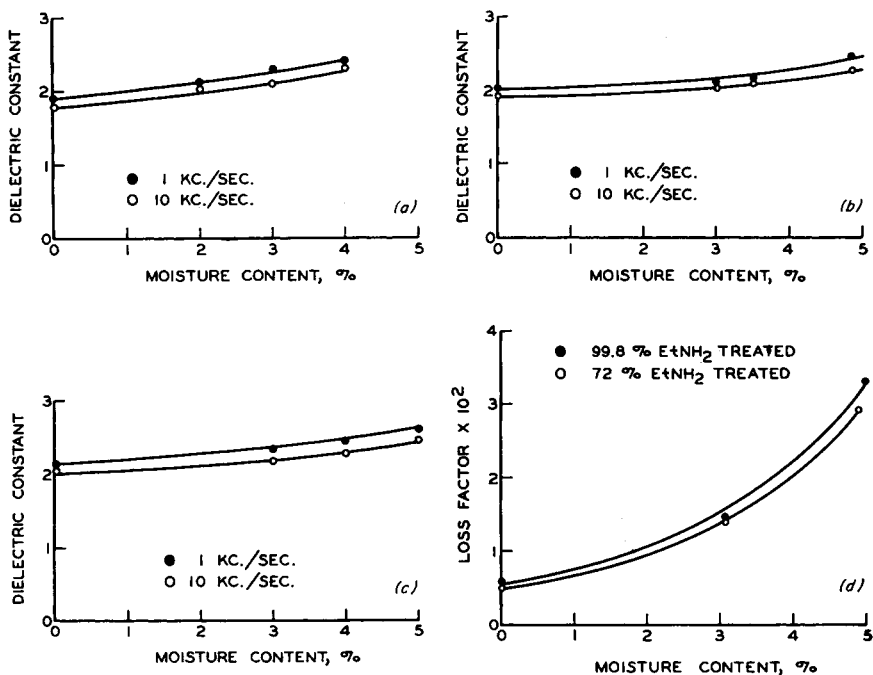 3
2
1
0
DIELECTRIC CONSTANT
● 1 KC./SEC.
○ 10 KC./SEC.
(a)
0 1 2 3 4 5
MOISTURE CONTENT, %
3
2
1
0
DIELECTRIC CONSTANT
● 1 KC./SEC.
○ 10 KC./SEC.
(b)
0 1 2 3 4 5
MOISTURE CONTENT, %
3
2
1
0
DIELECTRIC CONSTANT
● 1 KC./SEC.
○ 10 KC./SEC.
(c)
0 1 2 3 4 5
MOISTURE CONTENT, %
4
3
2
1
0
LOSS FACTOR X 10²
● 99.8 % EtNH₂ TREATED
○ 72 % EtNH₂ TREATED
(d)
0 1 2 3 4 5
MOISTURE CONTENT, %